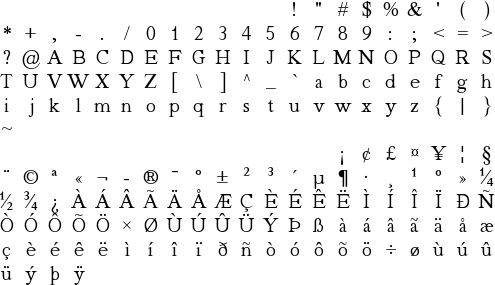 ! " # $ % & ' ( )
* + , - . / 0 1 2 3 4 5 6 7 8 9 : ; < = >
? @ A B C D E F G H I J K L M N O P Q R S
T U V W X Y Z [ \ ] ^ _ ` a b c d e f g h
i j k l m n o p q r s t u v w x y z { | }
~
¡ ¢ £ ¤ ¥ ¦ §
¨ © ª « ¬ - ® ¯ ° ± ² ³ ´ µ ¶ · ¸ ¹ º » ¼
½ ¾ ¿ À Á Â Ã Ä Å Æ Ç È É Ê Ë Ì Í Î Ï Ð Ñ
Ò Ó Ô Õ Ö × Ø Ù Ú Û Ü Ý Þ ß à á â ã ä å æ
ç è é ê ë ì í î ï ð ñ ò ó ô õ ö ÷ ø ù ú û
ü ý þ ÿ